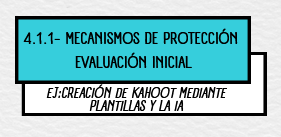 4.1.1- MECANISMOS DE PROTECCIÓN
EVALUACIÓN INICIAL
EJ:CREACIÓN DE KAHOOT MEDIANTE
PLANTILLAS Y LA IA